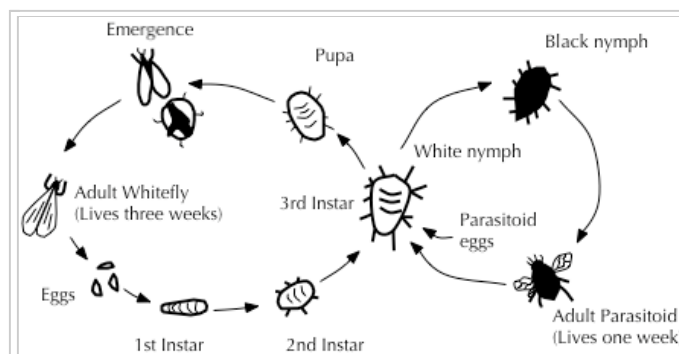 Emergence
Pupa
Black nymph
White nymph
Adult Whitefly
(Lives three weeks)
3rd Instar
Parasitoid
eggs
Eggs
1st Instar
2nd Instar
Adult Parasitoid
(Lives one week